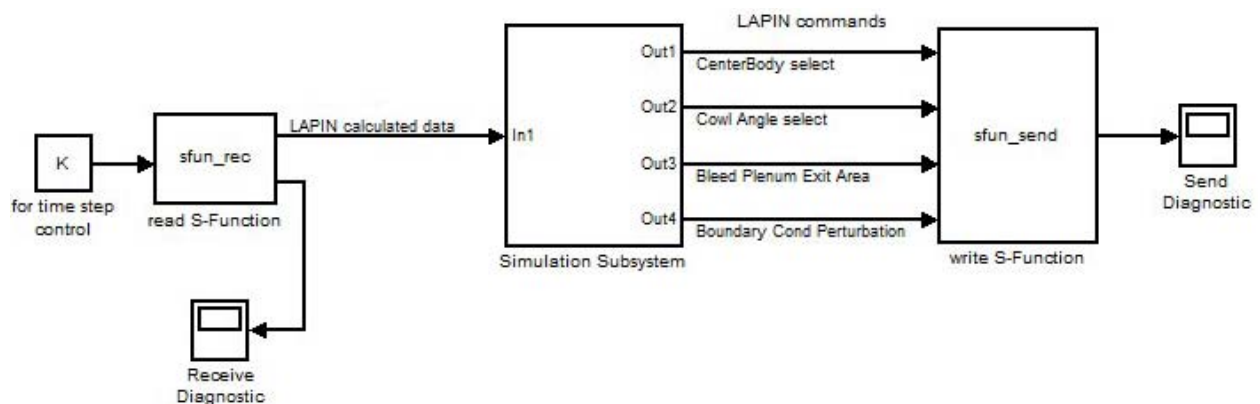 LAPIN commands
Out1
CenterBody select
Out2
Cowl Angle select
LAPIN calculated data
In1
K
sfun_rec
sfun_send
Out3
Bleed Plenum Exit Area
Send
Diagnostic
for time step
control
read S-Function
Out4
Boundary Cond Perturbation
Simulation Subsystem
write S-Function
Receive
Diagnostic